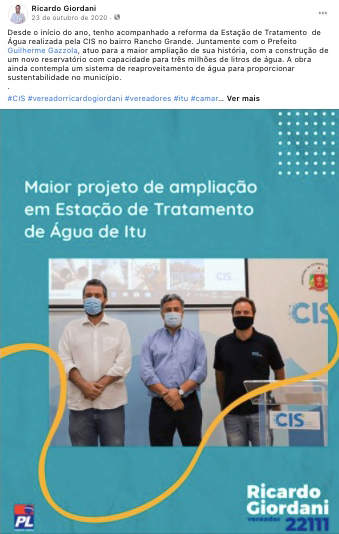 Ricardo Giordani
23 de outubro de 2020 ·
Desde o início do ano, tenho acompanhado a reforma da Estação de Tratamento de
Água realizada pela CIS no bairro Rancho Grande. Juntamente com o Prefeito
Guilherme Gazzola, atuo para a maior ampliação de sua história, com a construção de
um novo reservatório com capacidade para três milhões de litros de água. A obra
ainda contempla um sistema de reaproveitamento de água para proporcionar
sustentabilidade no município.
.
#CIS #vereadorricardogiordani #vereadores #itu #camar... Ver mais
Maior projeto de ampliação
em Estação de Tratamento
de Água de Itu
CIS
CIS
CIS
PL
Ricardo
Giordani
vereador 22111